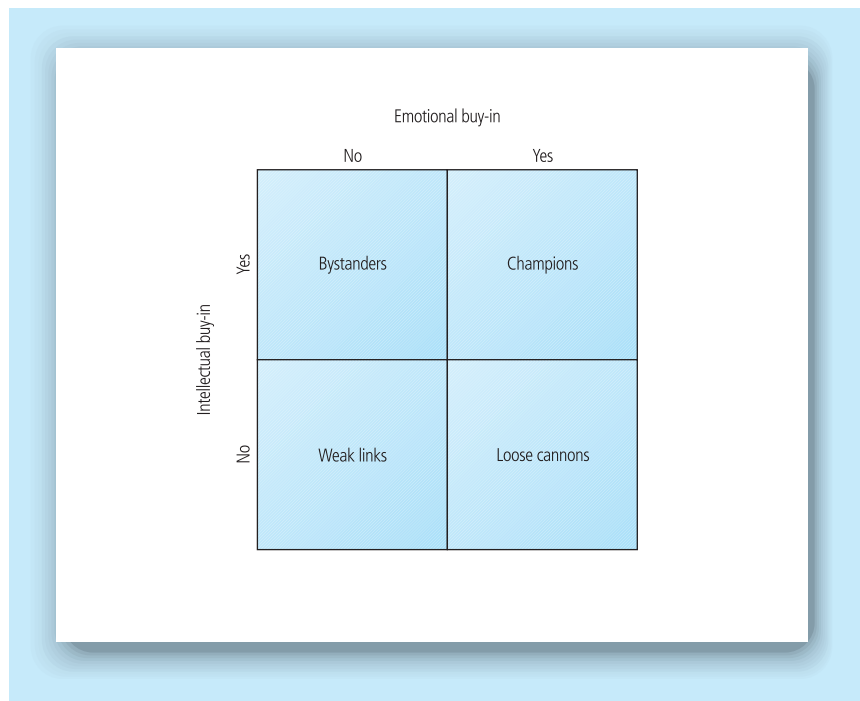 Emotional buy-in
No Yes
Yes
Bystanders Champions
Intellectual buy-in
No
Weak links Loose cannons